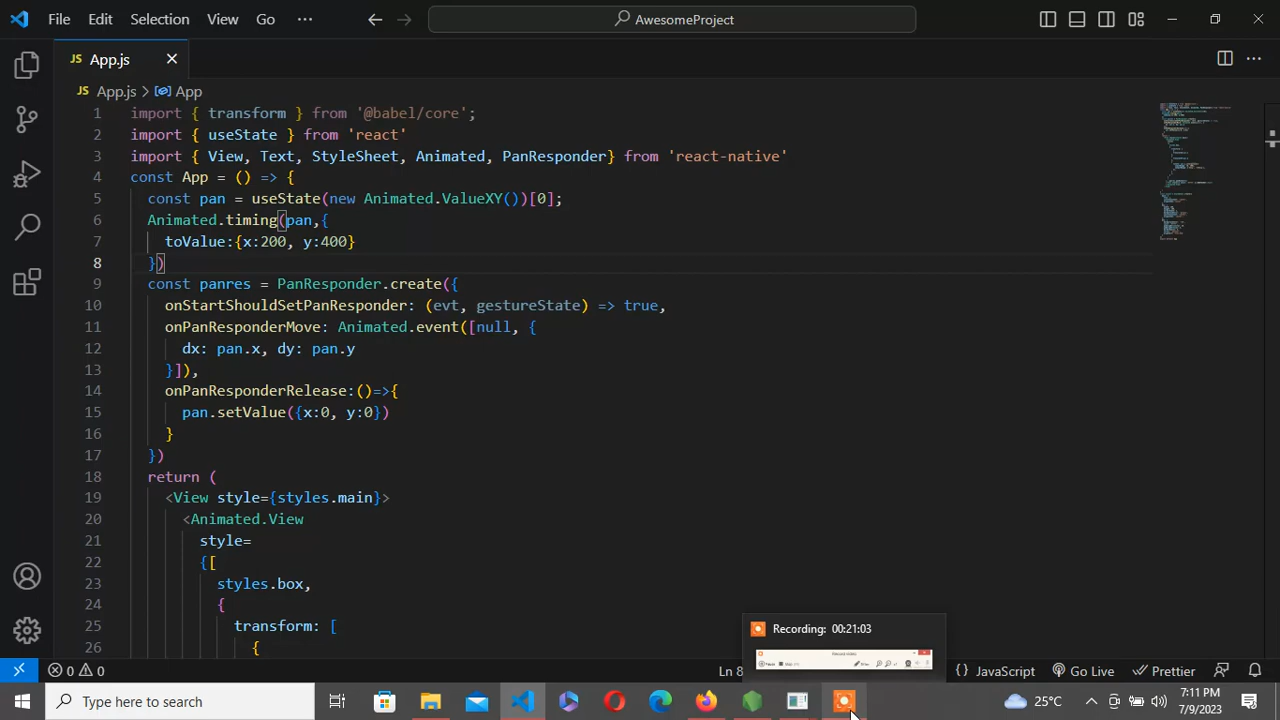 File Edit Selection View Go ··· AwesomeProject
JS App.js
JS App.js > App
1 import { transform } from '@babel/core';
2 import { useState } from 'react'
3 import { View, Text, StyleSheet, Animated, PanResponder} from 'react-native'
4 const App = () => {
5 const pan = useState(new Animated.ValueXY())[0];
6 Animated.timing(pan,{
7 toValue:{x:200, y:400}
8 })
9 const panres = PanResponder.create({
10 onStartShouldSetPanResponder: (evt, gestureState) => true,
11 onPanResponderMove: Animated.event([null, {
12 dx: pan.x, dy: pan.y
13 }]),
14 onPanResponderRelease:()=>{
15 pan.setValue({x:0, y:0})
16 }
17 })
18 return (
19 <View style={styles.main}>
20 <Animated.View
21 style=
22 {[
23 styles.box,
24 {
25 transform: [
26 {
Recording: 00:21:03
0 0 Ln 8 {} JavaScript Go Live Prettier
Type here to search 25°C 7:11 PM
7/9/2023